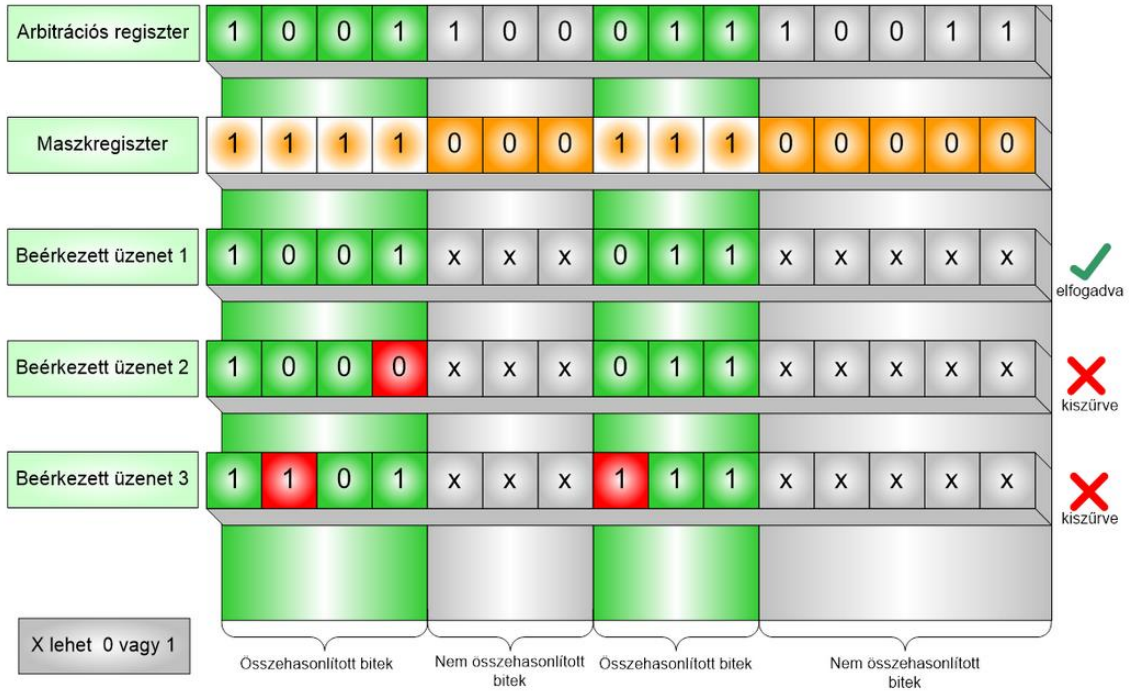 Arbitrációs regiszter 1 0 0 1 1 0 0 0 1 1 1 0 0 1 1
Maszkregiszter 1 1 1 1 0 0 0 1 1 1 0 0 0 0 0
Beérkezett üzenet 1 1 0 0 1 x x x 0 1 1 x x x x x
elfogadva
Beérkezett üzenet 2 1 0 0 0 x x x 0 1 1 x x x x x
kiszűrve
Beérkezett üzenet 3 1 1 0 1 x x x 1 1 1 x x x x x
kiszűrve
X lehet 0 vagy 1
Összehasonlított bitek
Nem összehasonlított
bitek
Összehasonlított bitek
Nem összehasonlított
bitek